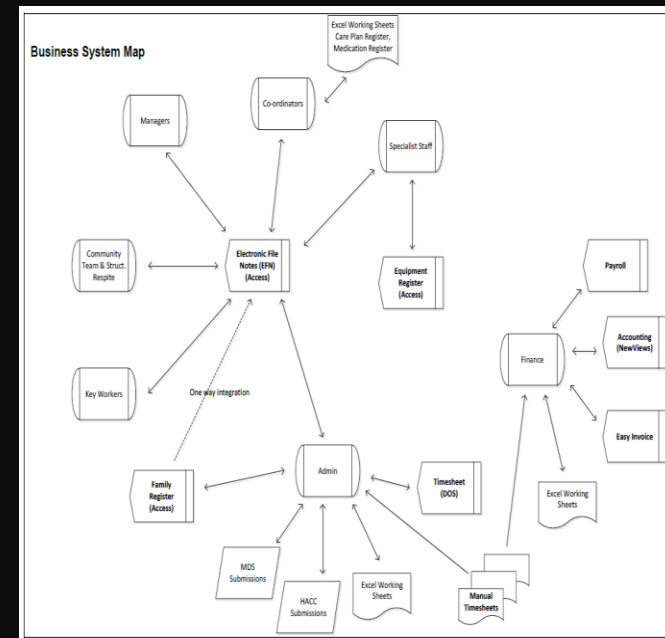 Excel Working Sheets
Care Plan Register,
Medication Register
Business System Map
Co-ordinators
Managers
Specialist Staff
Community
Team & Struct.
Respite
Electronic File
Notes (EFN)
(Access)
Equipment
Register
(Access)
Payroll
Accounting
(NewViews)
Finance
Key Workers
One way integration
Easy Invoice
Family
Register
(Access)
Admin
Timesheet
(DOS)
Excel Working
Sheets
MDS
Submissions
HACC
Submissions
Excel Working
Sheets
Manual
Timesheets